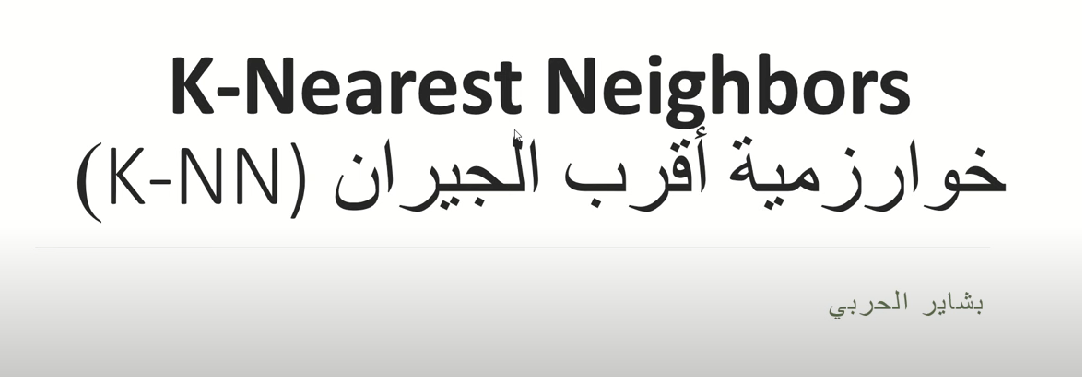 K-Nearest Neighbors
خوارزمية أقرب الجيران (K-NN)
بشاير الحربي